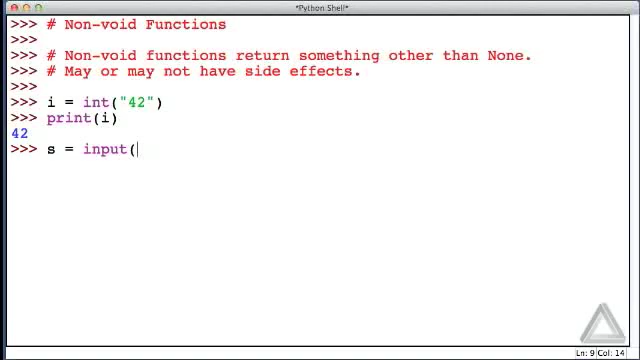 *Python Shell*
>>> # Non-void Functions
>>>
>>> # Non-void functions return something other than None.
>>> # May or may not have side effects.
>>>
>>> i = int("42")
>>> print(i)
42
>>> s = input(
Ln: 9 Col: 14